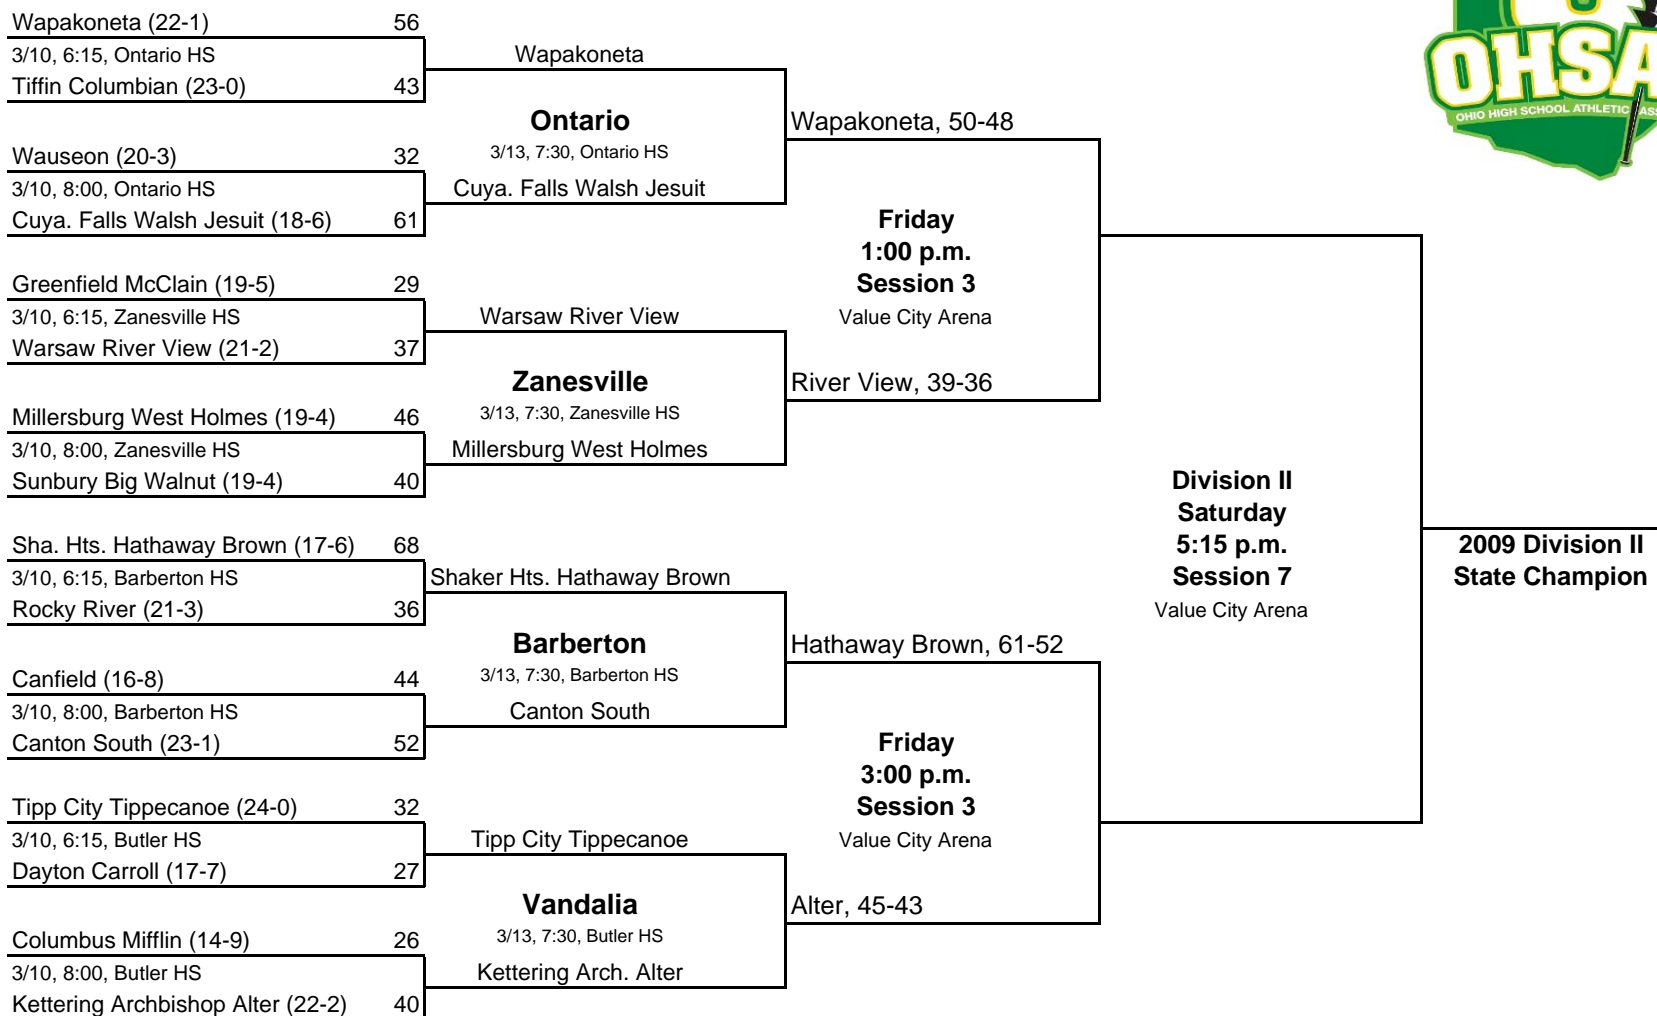 Wapakoneta (22-1) 56
3/10, 6:15, Ontario HS
Tiffin Columbian (23-0) 43
Wauseon (20-3) 32
3/10, 8:00, Ontario HS
Cuya. Falls Walsh Jesuit (18-6) 61
Greenfield McClain (19-5) 29
3/10, 6:15, Zanesville HS
Warsaw River View (21-2) 37
Millersburg West Holmes (19-4) 46
3/10, 8:00, Zanesville HS
Sunbury Big Walnut (19-4) 40
Sha. Hts. Hathaway Brown (17-6) 68
3/10, 6:15, Barberton HS
Rocky River (21-3) 36
Canfield (16-8) 44
3/10, 8:00, Barberton HS
Canton South (23-1) 52
Tipp City Tippecanoe (24-0) 32
3/10, 6:15, Butler HS
Dayton Carroll (17-7) 27
Columbus Mifflin (14-9) 26
3/10, 8:00, Butler HS
Kettering Archbishop Alter (22-2) 40
Wapakoneta
Ontario
3/13, 7:30, Ontario HS
Cuya. Falls Walsh Jesuit
Warsaw River View
Zanesville
3/13, 7:30, Zanesville HS
Millersburg West Holmes
Shaker Hts. Hathaway Brown
Barberton
3/13, 7:30, Barberton HS
Canton South
Tipp City Tippecanoe
Vandalia
3/13, 7:30, Butler HS
Kettering Arch. Alter
Wapakoneta, 50-48
Friday
1:00 p.m.
Session 3
Value City Arena
River View, 39-36
Hathaway Brown, 61-52
Friday
3:00 p.m.
Session 3
Value City Arena
Alter, 45-43
Division II
Saturday
5:15 p.m.
Session 7
Value City Arena
2009 Division II
State Champion
OHSA
OHIO HIGH SCHOOL ATHLETIC